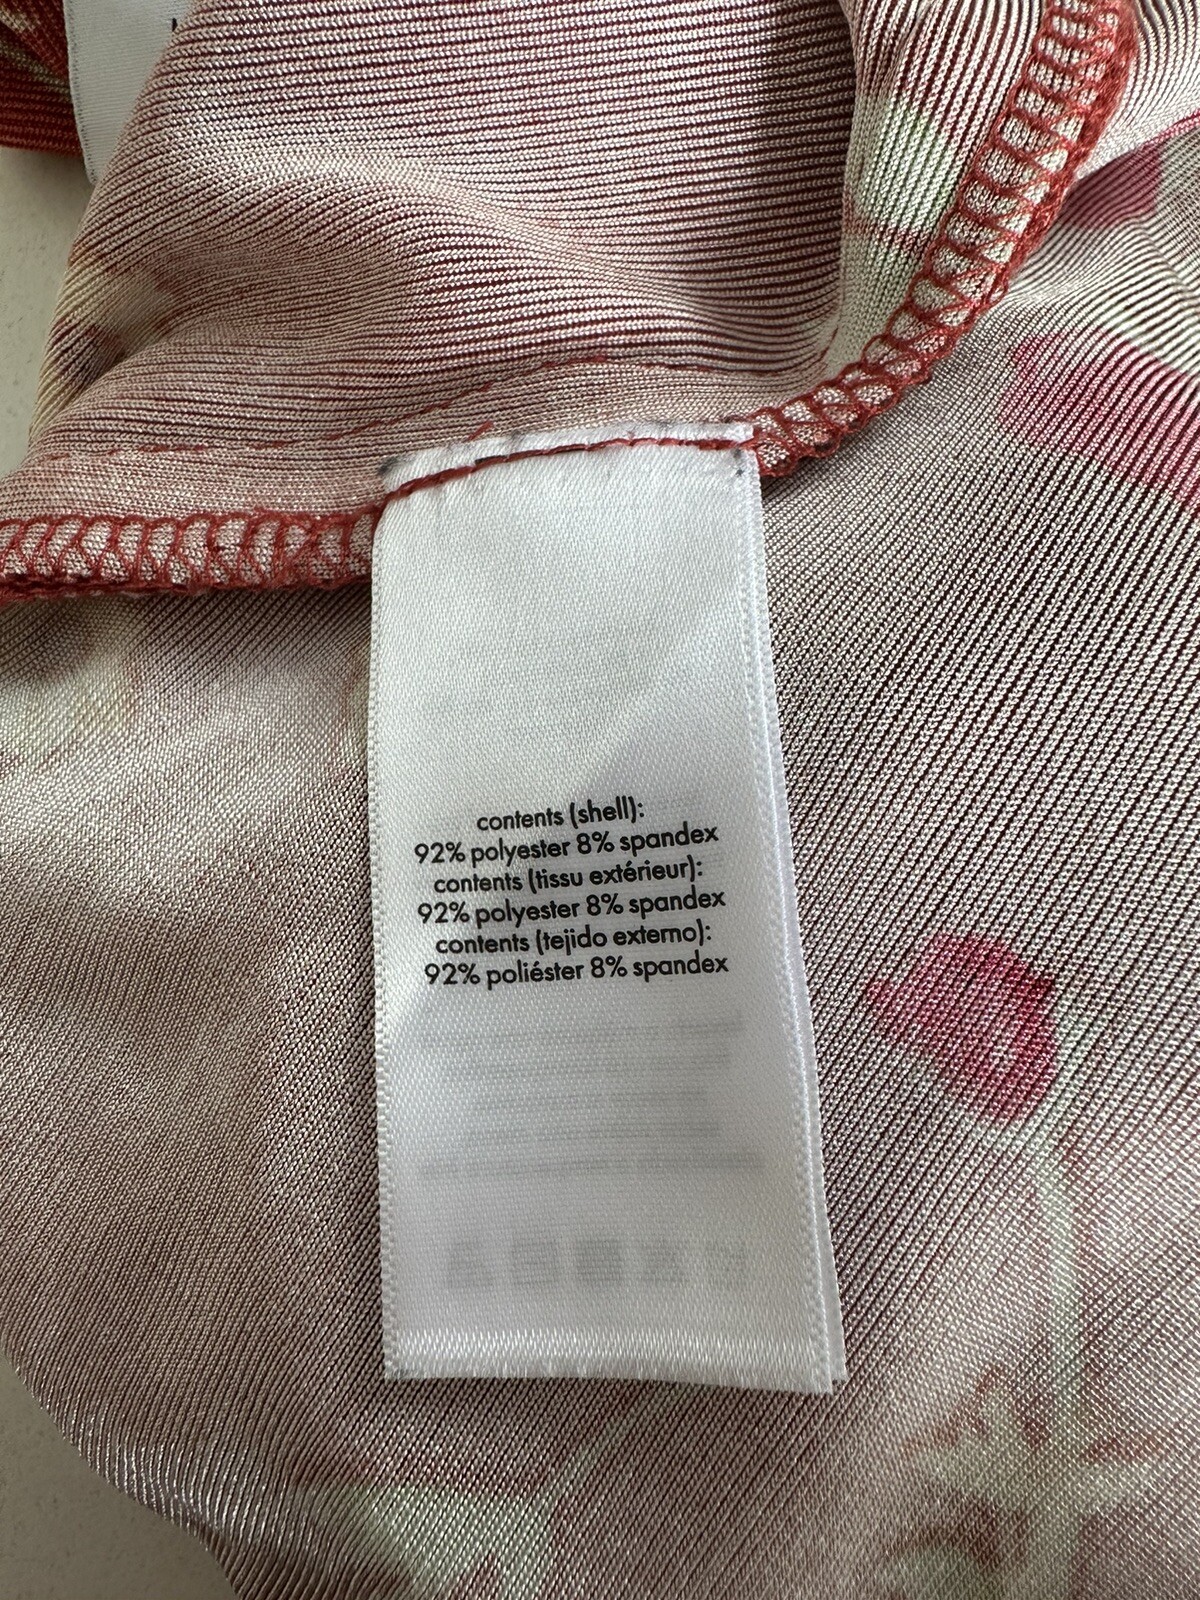 contents (shell):
92% polyester 8% spandex
contents (tissu extérieur):
92% polyester 8% spandex
contents (tejido externo):
92% poliéster 8% spandex